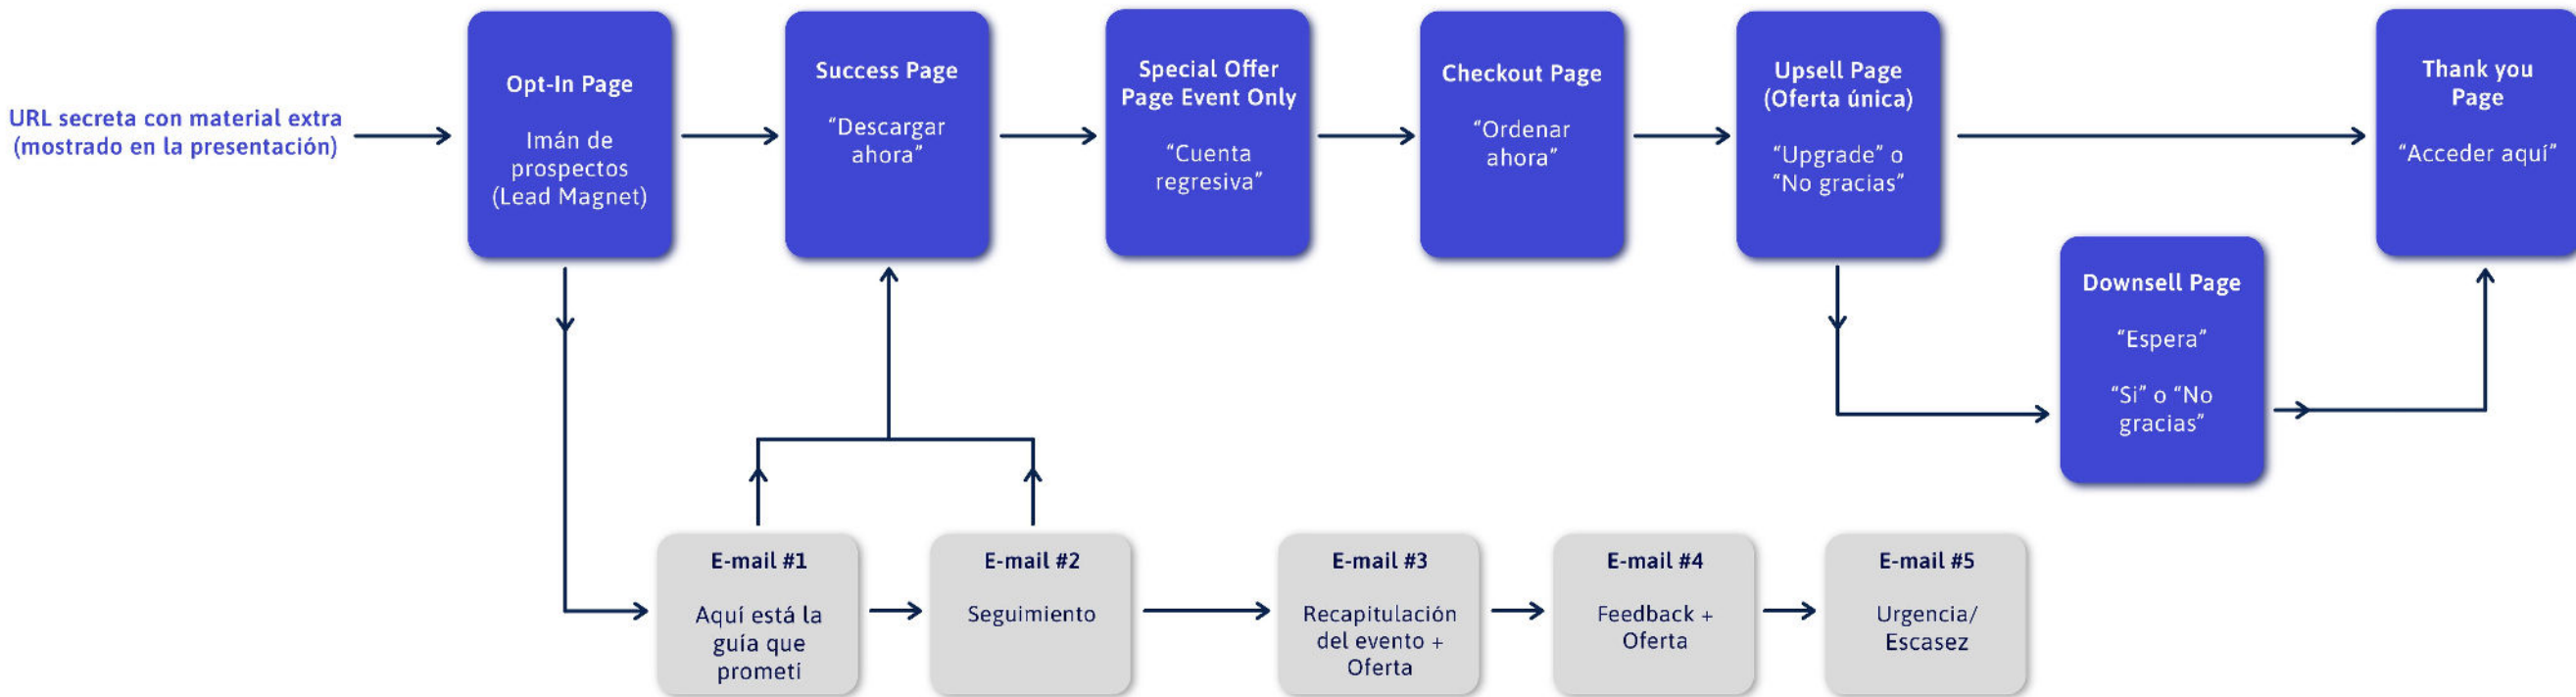 URL secreta con material extra
(mostrado en la presentación)
Opt-In Page
Imán de
prospectos
(Lead Magnet)
Success Page
“Descargar
ahora”
Special Offer
Page Event Only
“Cuenta
regresiva”
Checkout Page
“Ordenar
ahora”
Upsell Page
(Oferta única)
“Upgrade” o
“No gracias”
Thank you
Page
“Acceder aquí”
Downsell Page
“Espera”
“Si” o “No
gracias”
E-mail #1
Aquí está la
guía que
prometí
E-mail #2
Seguimiento
E-mail #3
Recapitulación
del evento +
Oferta
E-mail #4
Feedback +
Oferta
E-mail #5
Urgencia/
Escasez